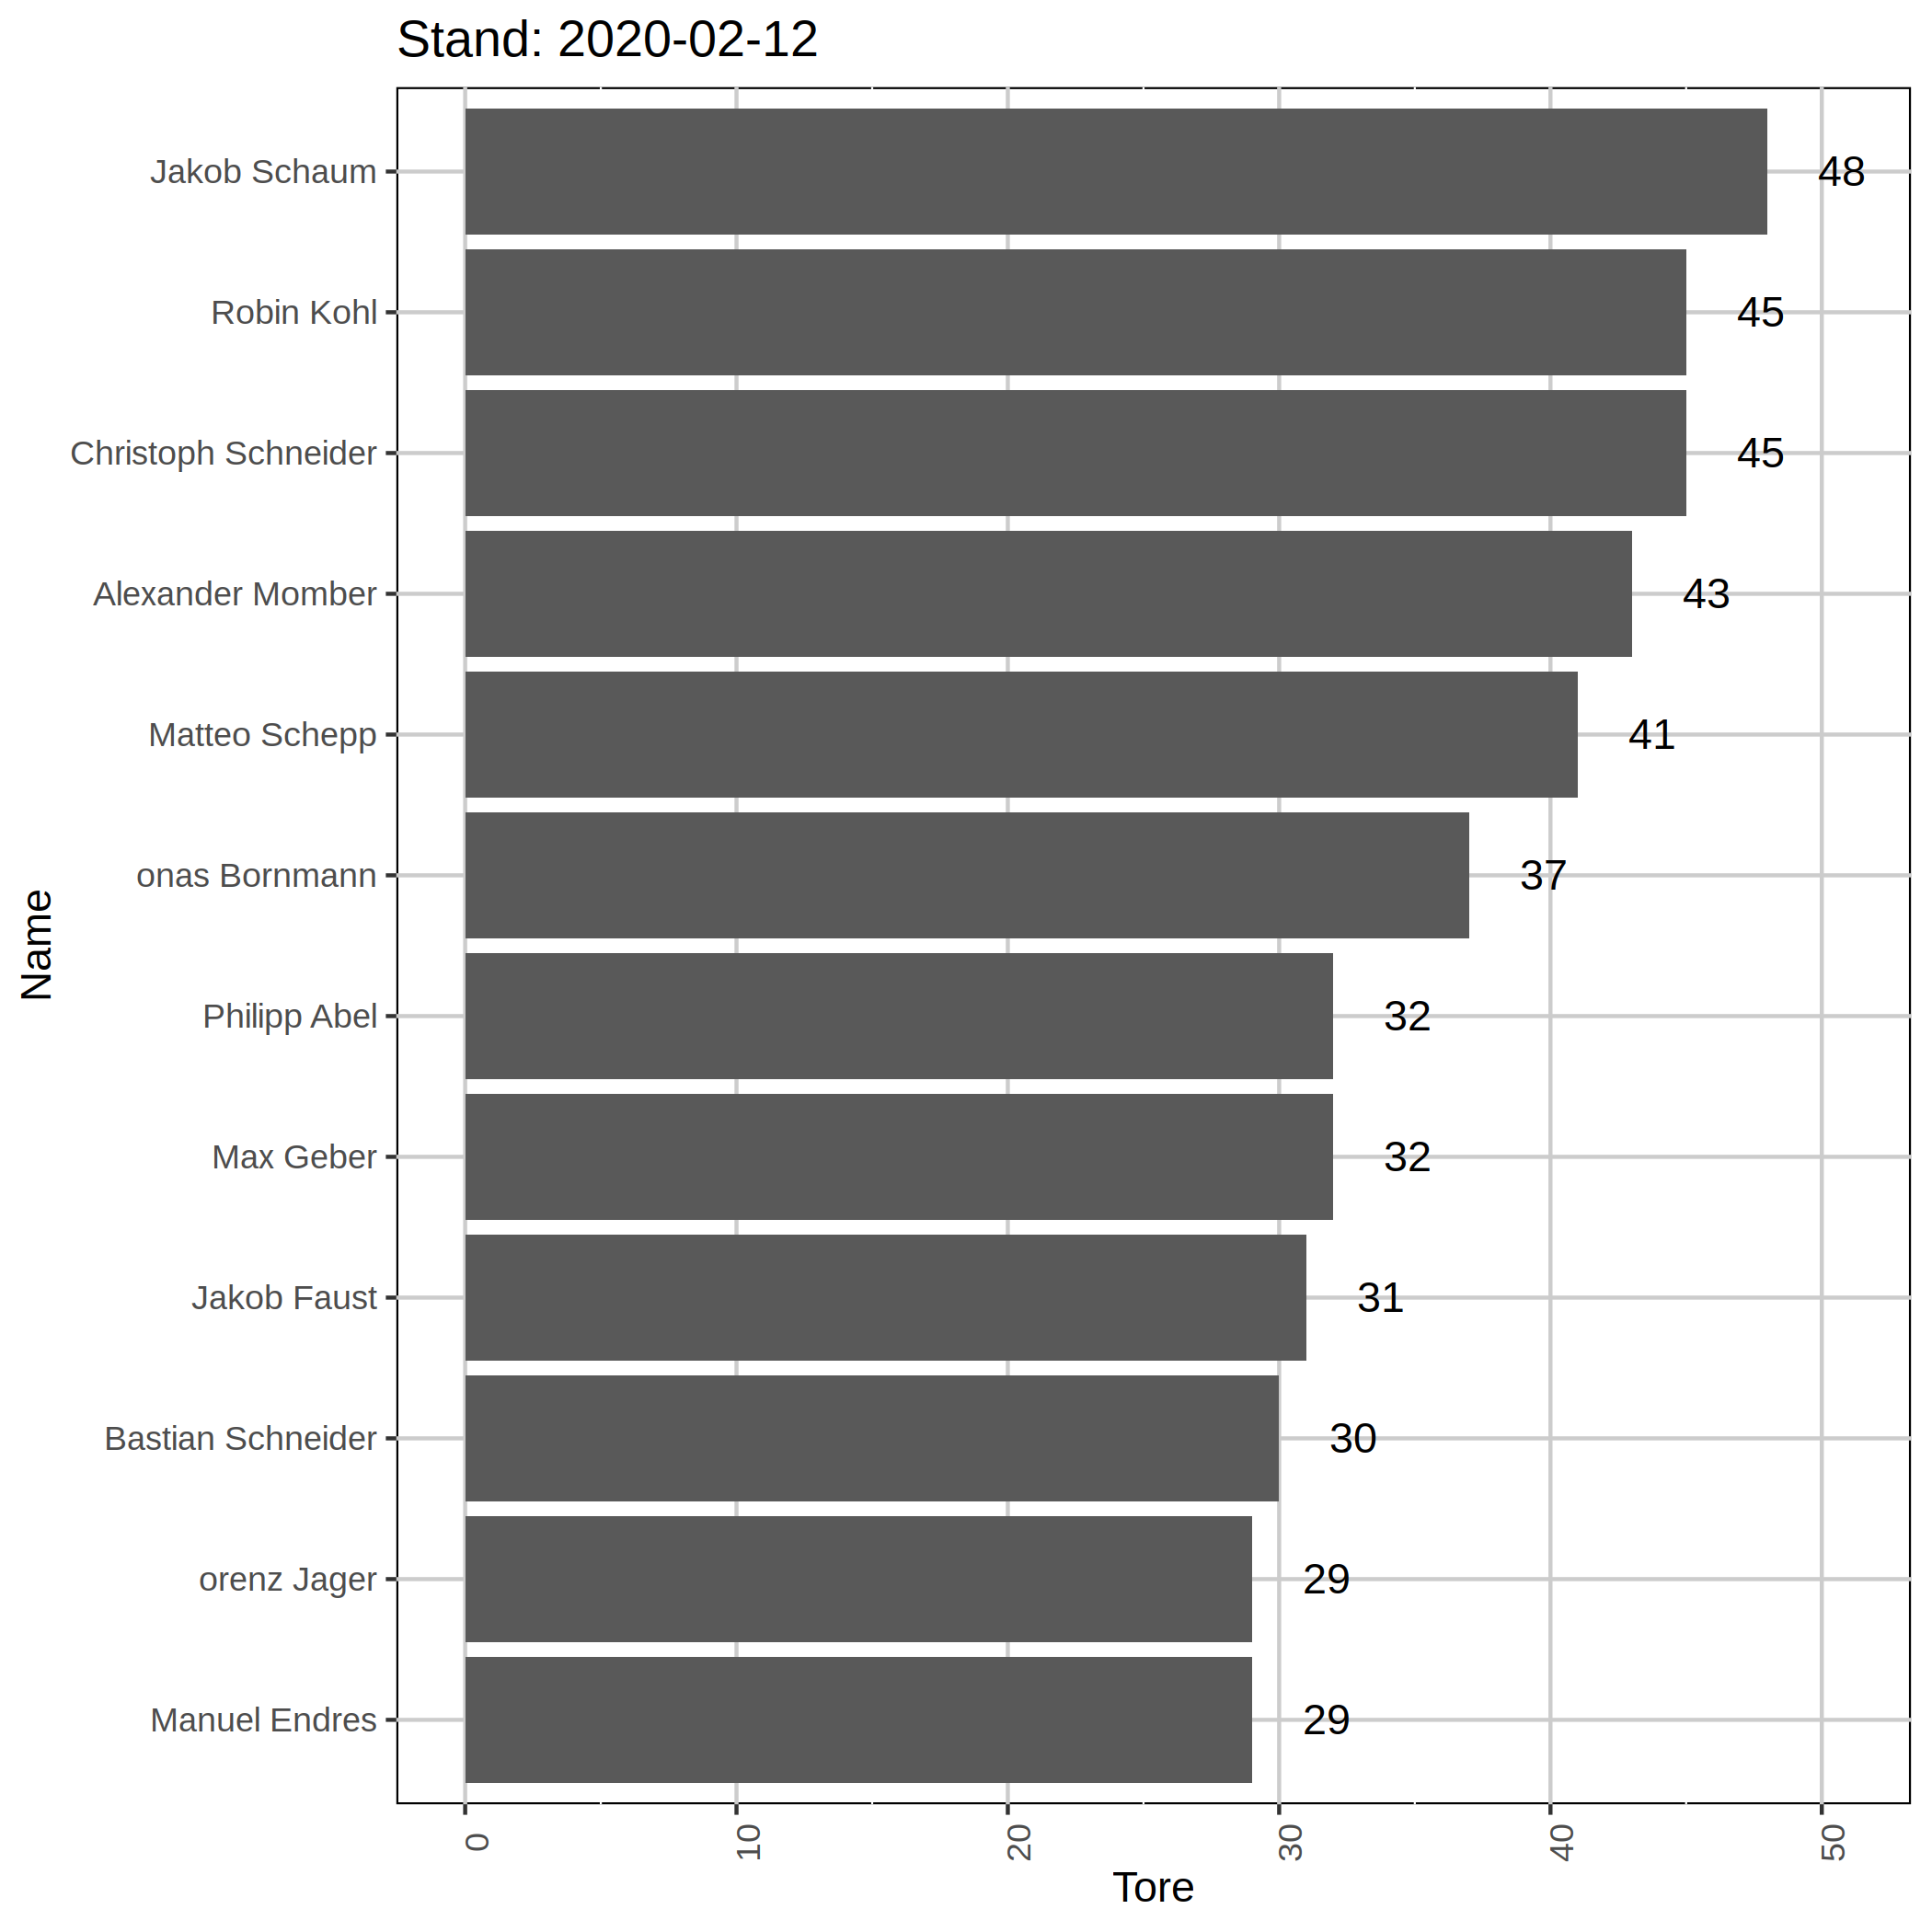 Stand: 2020-02-12
Jakob Schaum 48
Robin Kohl 45
Christoph Schneider 45
Alexander Momber 43
Matteo Schepp 41
onas Bornmann 37
Philipp Abel 32
Max Geber 32
Jakob Faust 31
Bastian Schneider 30
orenz Jager 29
Manuel Endres 29
Name
0 10 20 30 40 50
Tore